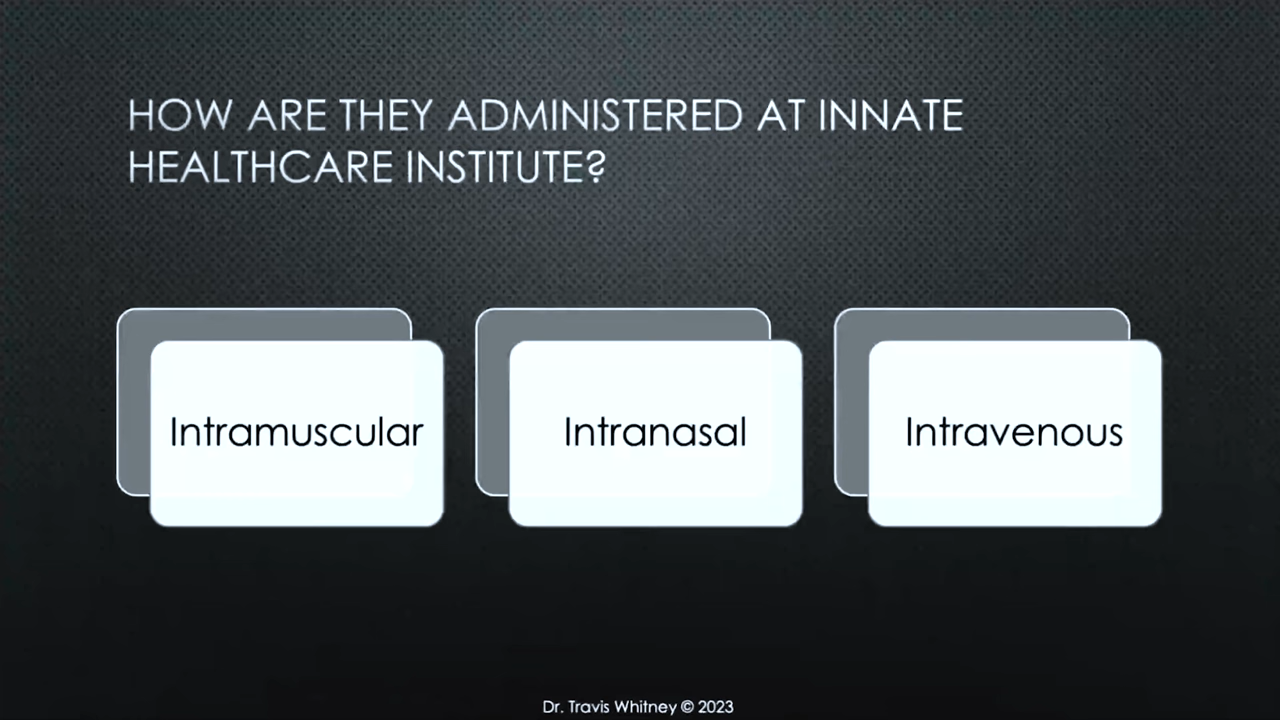 HOW ARE THEY ADMINISTERED AT INNATE
HEALTHCARE INSTITUTE?
Intramuscular
Intranasal
Intravenous
Dr. Travis Whitney © 2023